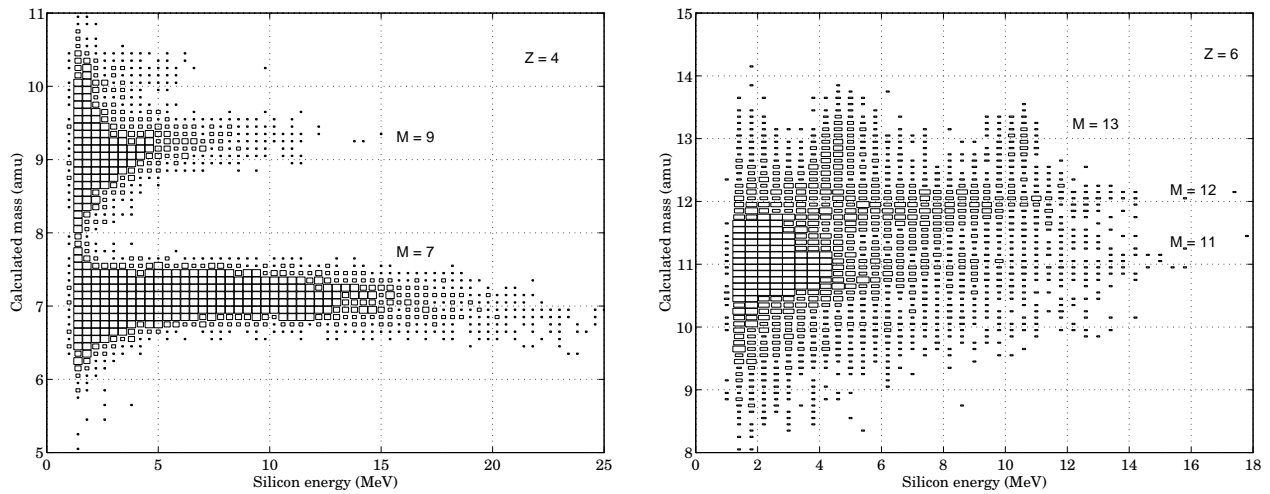 11
10
9
8
7
6
5
0
5
10
15
20
25
Silicon energy (MeV)
Calculated mass (amu)
Z = 4
M = 9
M = 7
15
14
13
12
11
10
9
8
0
2
4
6
8
10
12
14
16
18
Silicon energy (MeV)
Calculated mass (amu)
Z = 6
M = 13
M = 12
M = 11